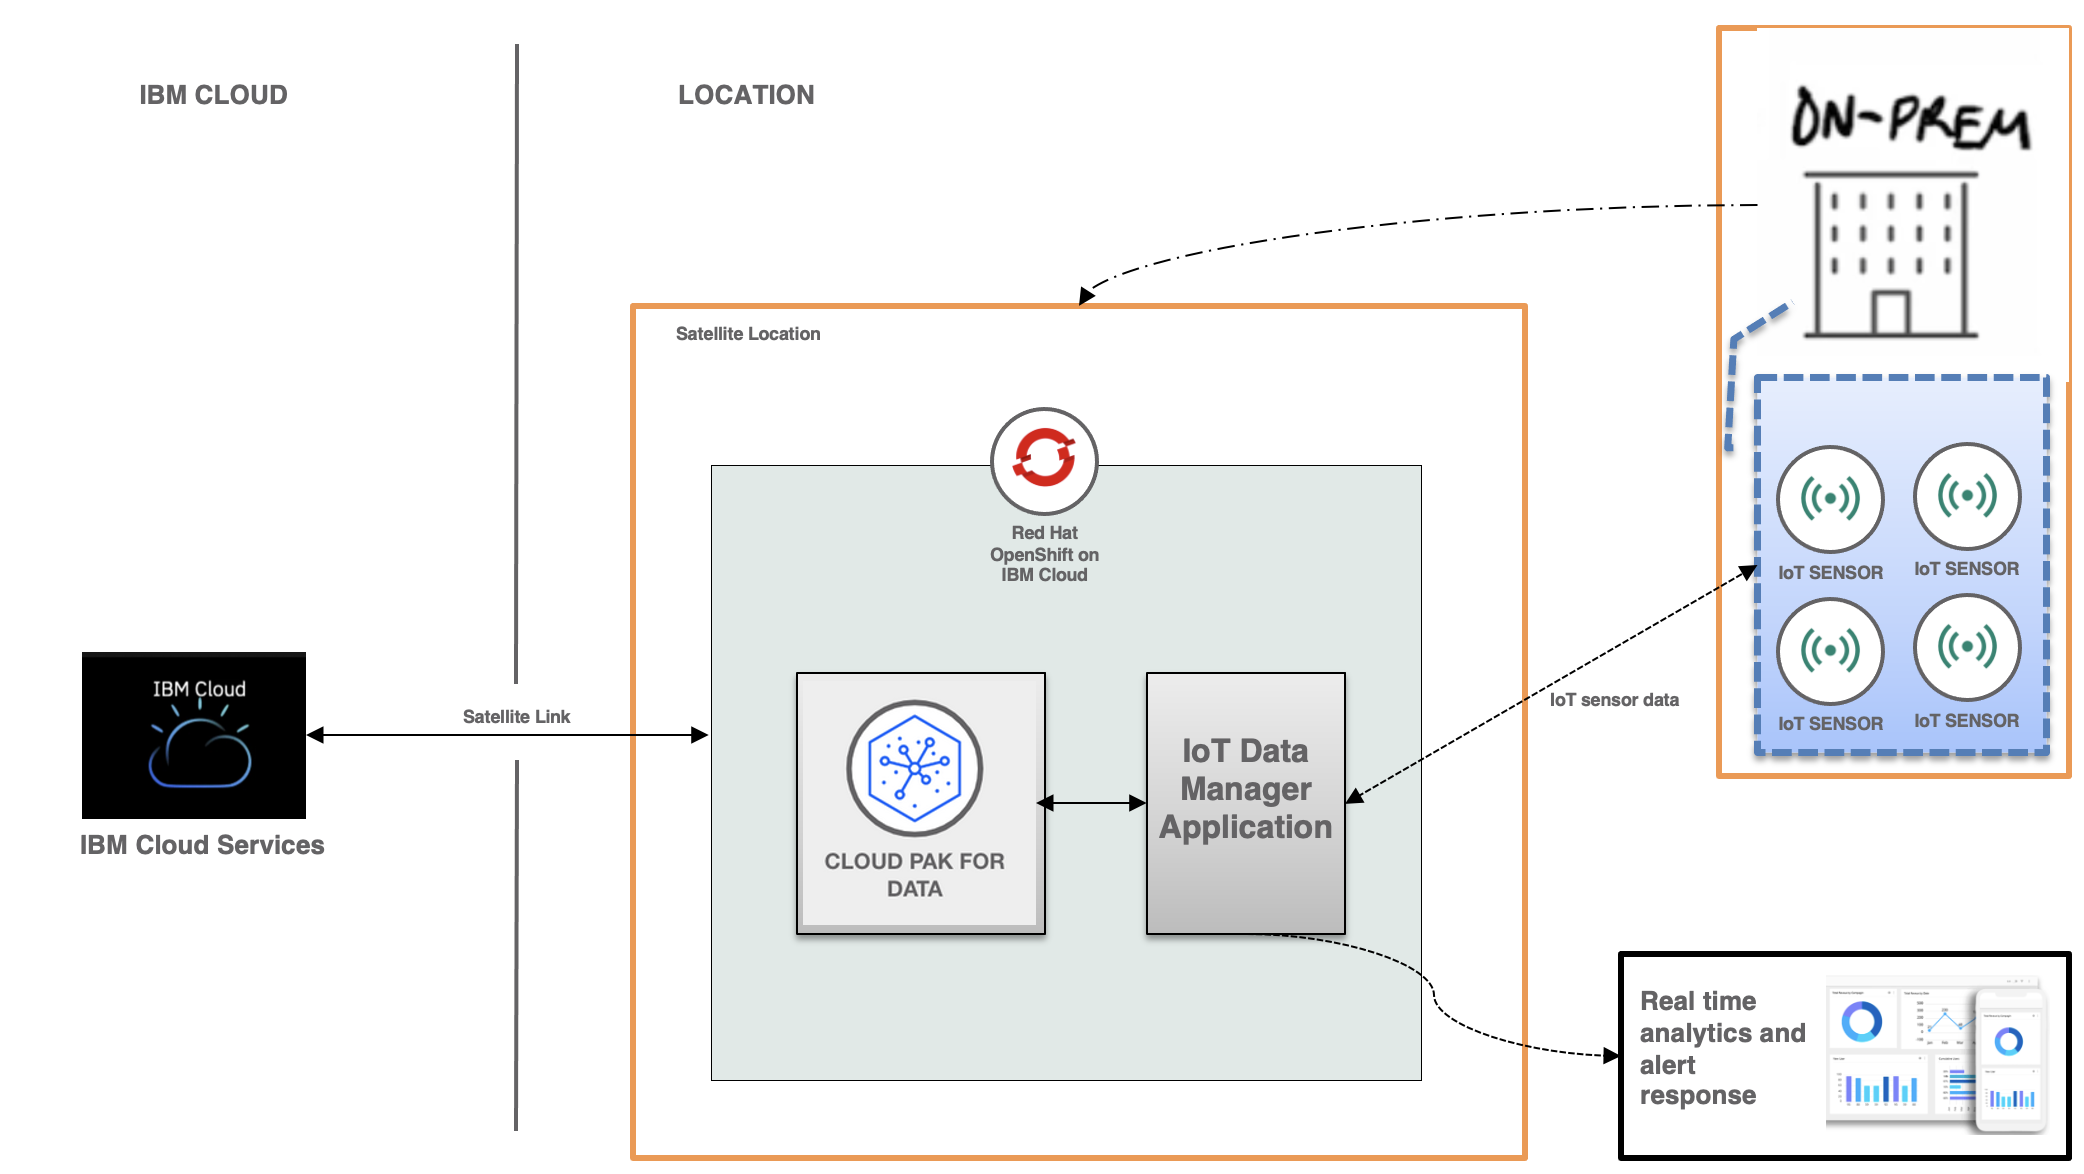 IBM CLOUD
LOCATION
ON-PREM
Satellite Location
Red Hat
OpenShift on
IBM Cloud
IoT SENSOR
IoT SENSOR
IoT SENSOR
IoT SENSOR
IBM Cloud
IBM Cloud Services
Satellite Link
CLOUD PAK FOR
DATA
IoT Data
Manager
Application
IoT sensor data
Real time
analytics and
alert
response